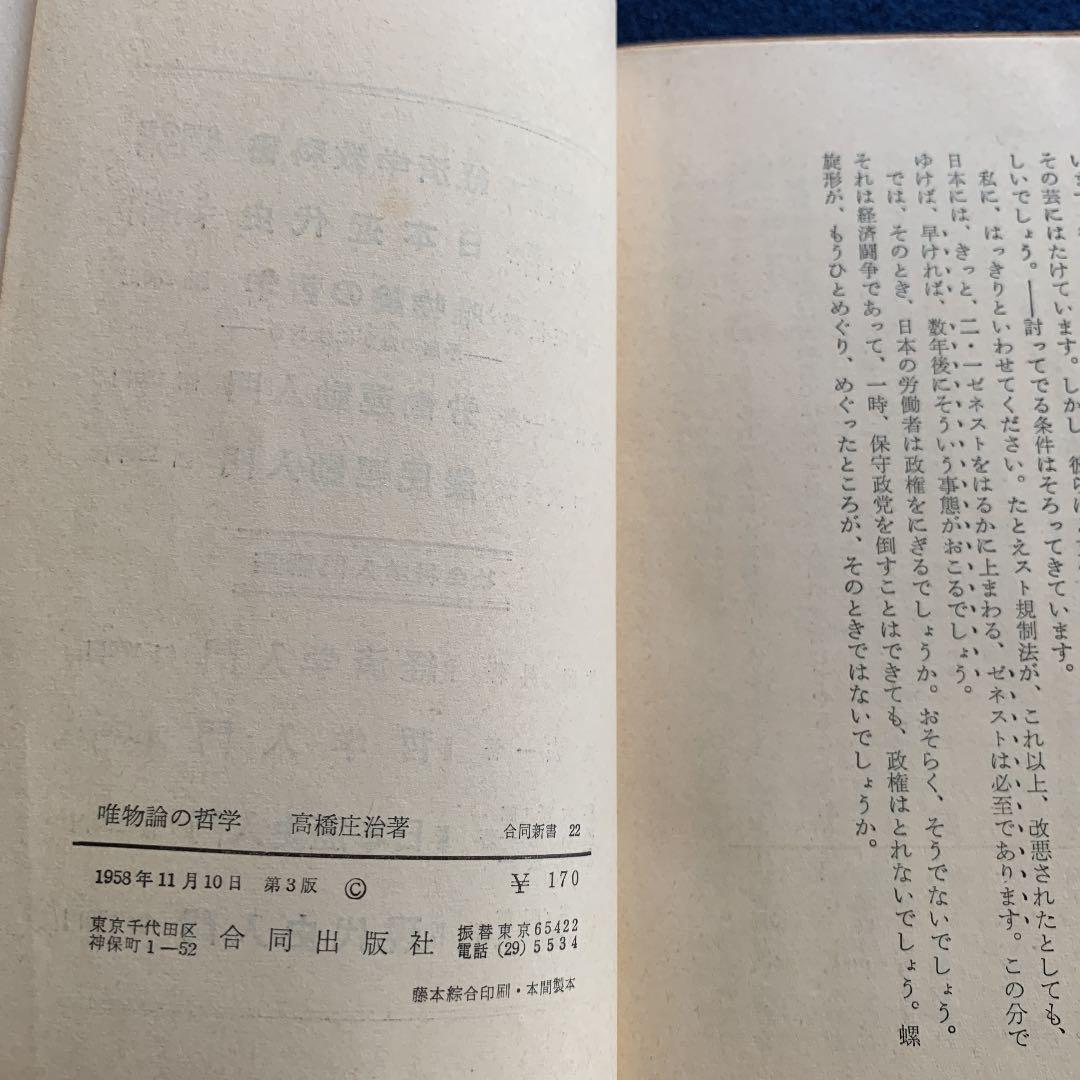 その芸にはたけています。しかし
しいでしょう。――討ってでる条件はそろってきています。
私に、はっきりといわせてください。たとえスト規制法が、これ以上、改悪されたとしても、
日本には、きっと、二・一ゼネストをはるかに上まわる、ゼネストは必至であります。この分で
ゆけば、早ければ、数年後にそういう事態がおこるでしょう。
では、そのとき、日本の労働者は政権をにぎるでしょうか。おそらく、そうでないでしょう。
それは経済闘争であって、一時、保守政党を倒すことはできても、政権はとれないでしょう。螺
旋形が、もうひとめぐり、めぐったところが、そのときではないでしょうか。
唯物論の哲学 高橋庄治著 合同新書 22
1958年11月10日 第3版 © ¥ 170
東京千代田区
神保町1―52
合同出版社
振替東京65422
電話(29)5534
藤本綜合印刷・本間製本